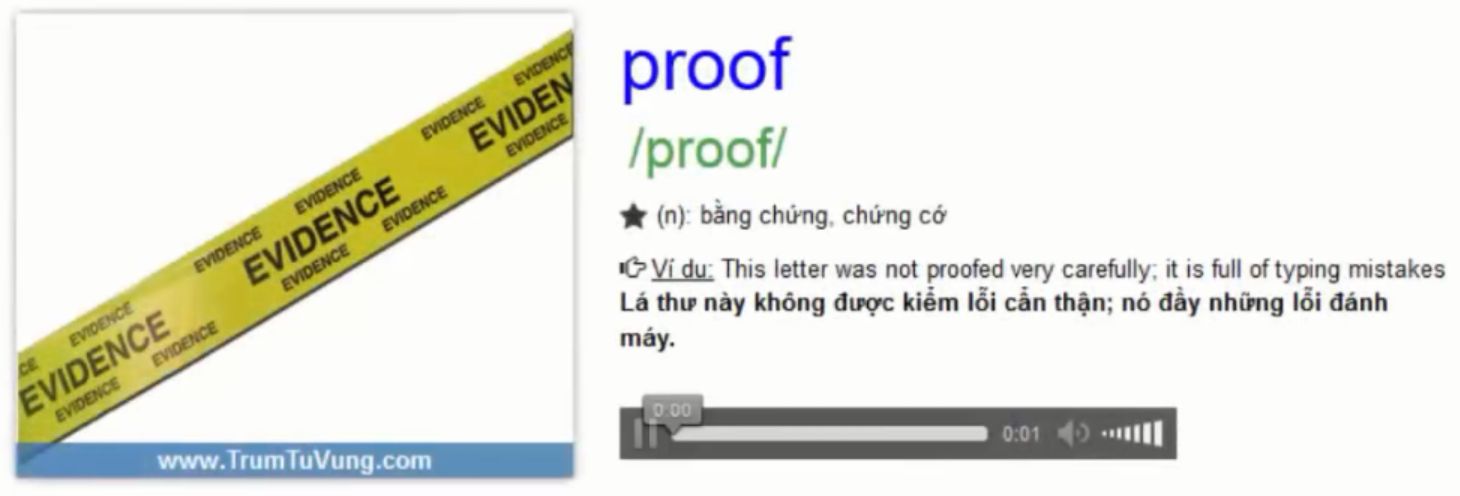 EVIDENCE
EVIDENCE EVIDEN
EVIDENCE EVIDENCE
EVIDENCE EVIDENCE EVIDENCE
EVIDENCE EVIDENCE
CE EVIDENCE EVIDENCE
EVIDENCE
www.TrumTuVung.com
proof
/proof/
(n): bằng chứng, chứng cớ
Ví du: This letter was not proofed very carefully; it is full of typing mistakes
Lá thư này không được kiểm lỗi cẩn thận; nó đầy những lỗi đánh
máy.
0:00
0:01